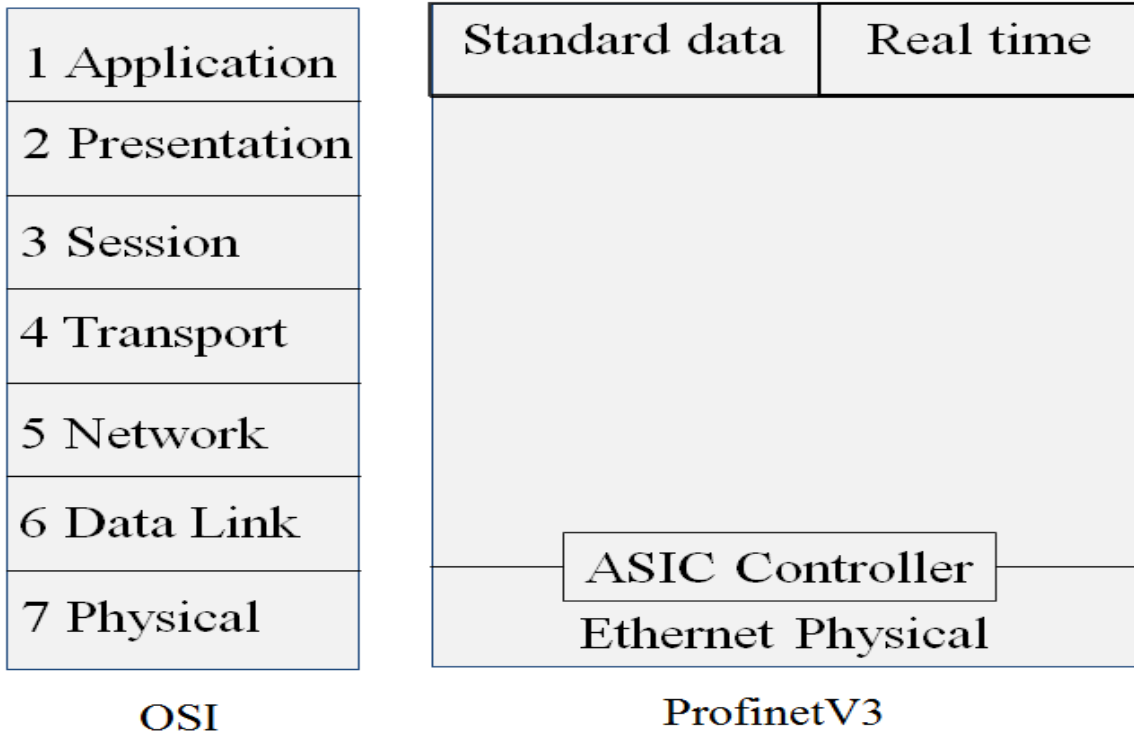 1 Application
2 Presentation
3 Session
4 Transport
5 Network
6 Data Link
7 Physical
OSI
Standard data
Real time
ASIC Controller
Ethernet Physical
ProfinetV3